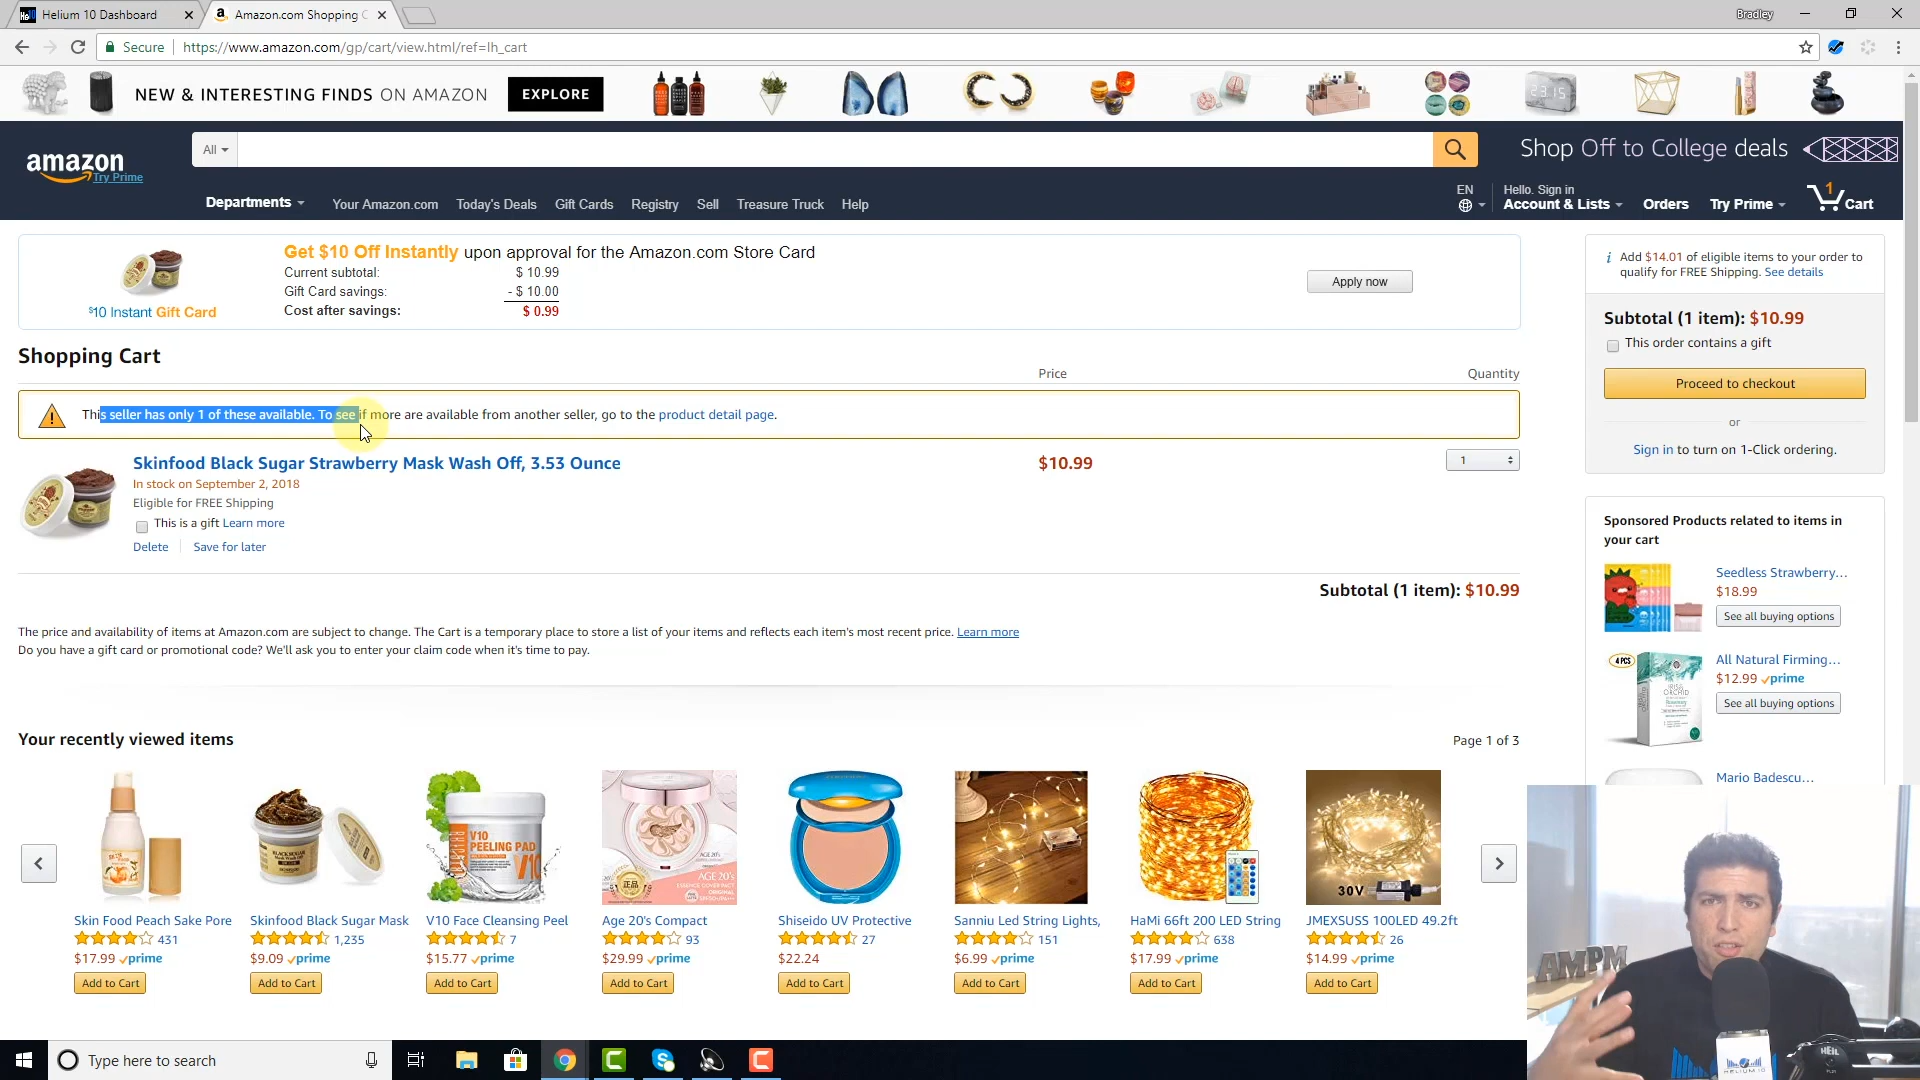 Helium 10 Dashboard
Amazon.com Shopping C
Bradley
Secure
https://www.amazon.com/gp/cart/view.html/ref=lh_cart
NEW & INTERESTING FINDS ON AMAZON
EXPLORE
23:15
amazon
Try Prime
All
Shop Off to College deals
Departments
Your Amazon.com
Today's Deals
Gift Cards
Registry
Sell
Treasure Truck
Help
EN
Hello. Sign in
Account & Lists
Orders
Try Prime
1
Cart
Get $10 Off Instantly upon approval for the Amazon.com Store Card
Current subtotal: $ 10.99
Gift Card savings: - $ 10.00
Cost after savings: $ 0.99
$10 Instant Gift Card
Apply now
Add $14.01 of eligible items to your order to
qualify for FREE Shipping. See details
Subtotal (1 item): $10.99
This order contains a gift
Proceed to checkout
or
Sign in to turn on 1-Click ordering.
Shopping Cart
Price
Quantity
This seller has only 1 of these available. To see if more are available from another seller, go to the product detail page.
Skinfood Black Sugar Strawberry Mask Wash Off, 3.53 Ounce
$10.99
1
In stock on September 2, 2018
Eligible for FREE Shipping
This is a gift Learn more
Delete
Save for later
Subtotal (1 item): $10.99
The price and availability of items at Amazon.com are subject to change. The Cart is a temporary place to store a list of your items and reflects each item's most recent price. Learn more
Do you have a gift card or promotional code? We'll ask you to enter your claim code when it's time to pay.
Sponsored Products related to items in
your cart
Seedless Strawberry...
$18.99
See all buying options
4 PCS
All Natural Firming...
$12.99 prime
See all buying options
Mario Badescu...
Your recently viewed items
Page 1 of 3
V10
PEELING PAD
AGE 20's
30V
Skin Food Peach Sake Pore
431
$17.99 prime
Add to Cart
Skinfood Black Sugar Mask
1,235
$9.09 prime
Add to Cart
V10 Face Cleansing Peel
7
$15.77 prime
Add to Cart
Age 20's Compact
93
$29.99 prime
Add to Cart
Shiseido UV Protective
27
$22.24
Add to Cart
Sanniu Led String Lights,
151
$6.99 prime
Add to Cart
HaMi 66ft 200 LED String
638
$17.99 prime
Add to Cart
JMEXSUSS 100LED 49.2ft
26
$14.99 prime
Add to Cart
AMPM
HELIUM 10
Type here to search